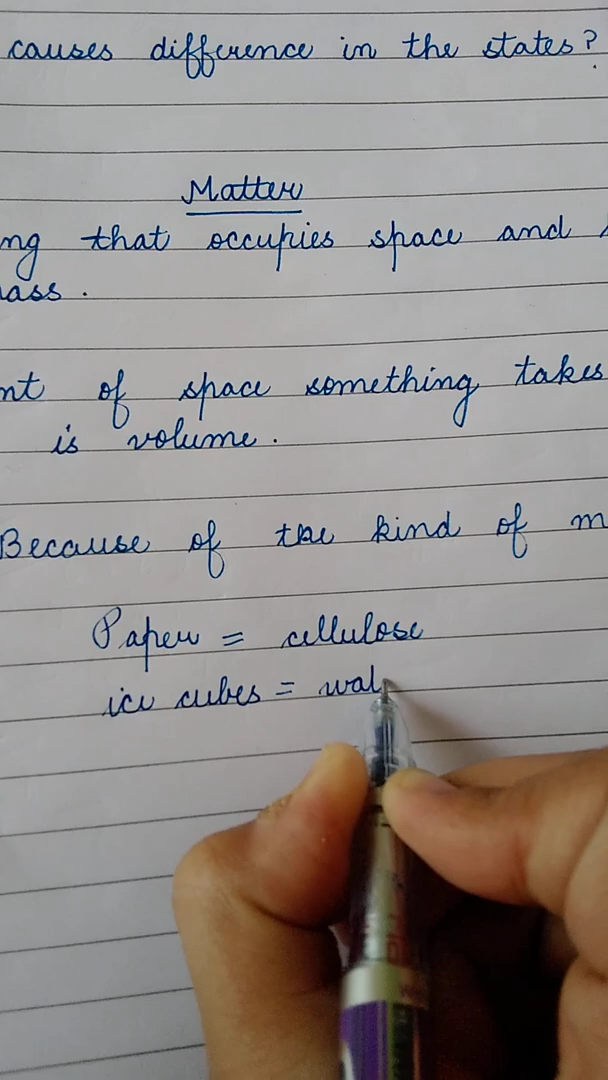 causes difference in the states?
Matter
ng that occupies space and
ass.
nt of space something takes
is volume.
Because of the kind of m
Paper = cellulose
ice cubes = wat